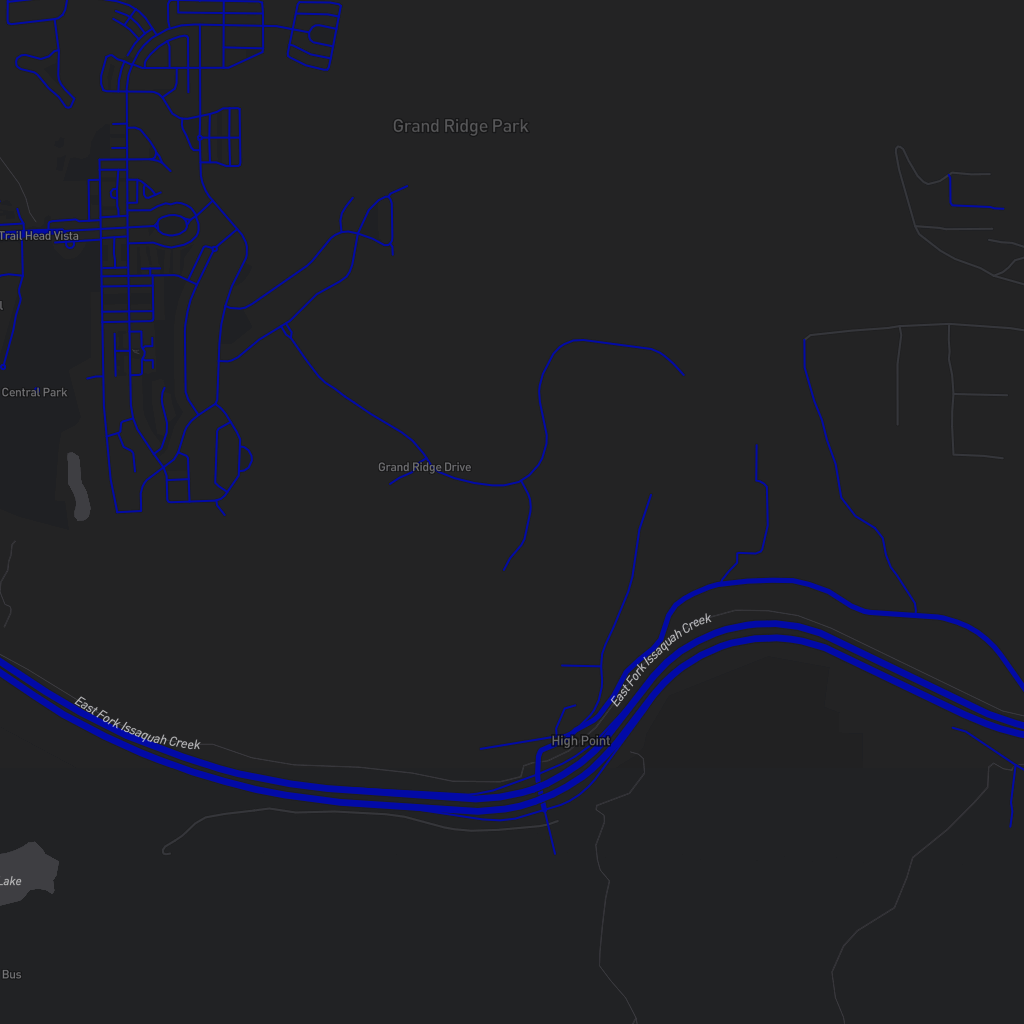 Grand Ridge Park
Trail Head Vista
Central Park
Grand Ridge Drive
East Fork Issaquah Creek
East Fork Issaquah Creek
High Point
Lake
Bus